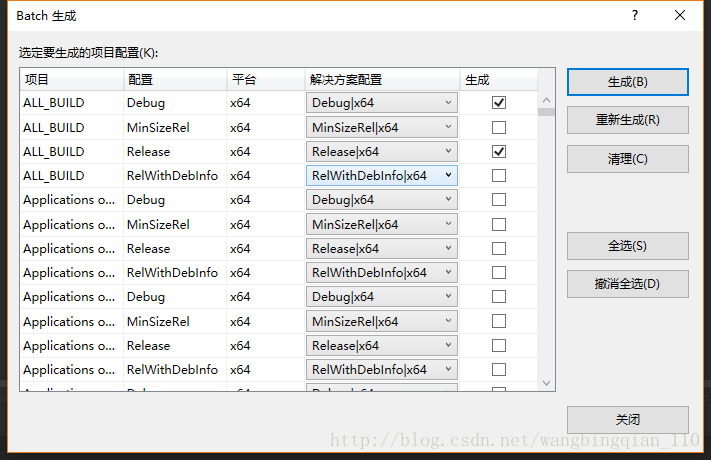 Batch 生成
选定要生成的项目配置(K):
项目 配置 平台 解决方案配置 生成
ALL_BUILD Debug x64 Debug|x64
ALL_BUILD MinSizeRel x64 MinSizeRel|x64
ALL_BUILD Release x64 Release|x64
ALL_BUILD RelWithDebInfo x64 RelWithDebInfo|x64
Applications o... Debug x64 Debug|x64
Applications o... MinSizeRel x64 MinSizeRel|x64
Applications o... Release x64 Release|x64
Applications o... RelWithDebInfo x64 RelWithDebInfo|x64
Applications o... Debug x64 Debug|x64
Applications o... MinSizeRel x64 MinSizeRel|x64
Applications o... Release x64 Release|x64
Applications o... RelWithDebInfo x64 RelWithDebInfo|x64
生成(B)
重新生成(R)
清理(C)
全选(S)
撤消全选(D)
关闭
http://blog.csdn.net/wangbingqian_110